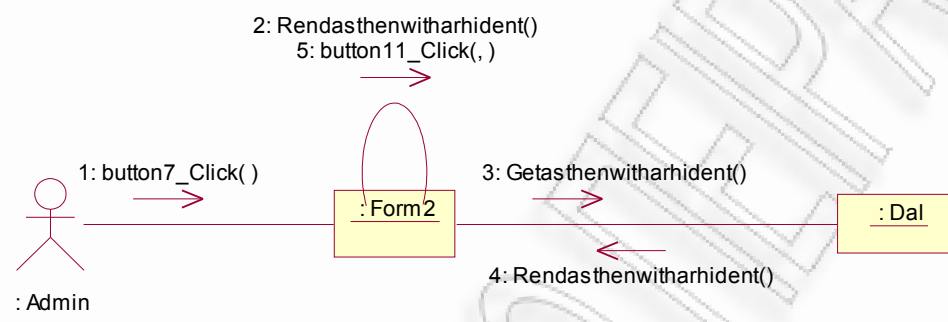 2: Rendasthenwitharhident()
5: button11_Click(, )
1: button7_Click( )
3: Getasthenwitharhident()
: Form2
: Dal
4: Rendasthenwitharhident()
: Admin